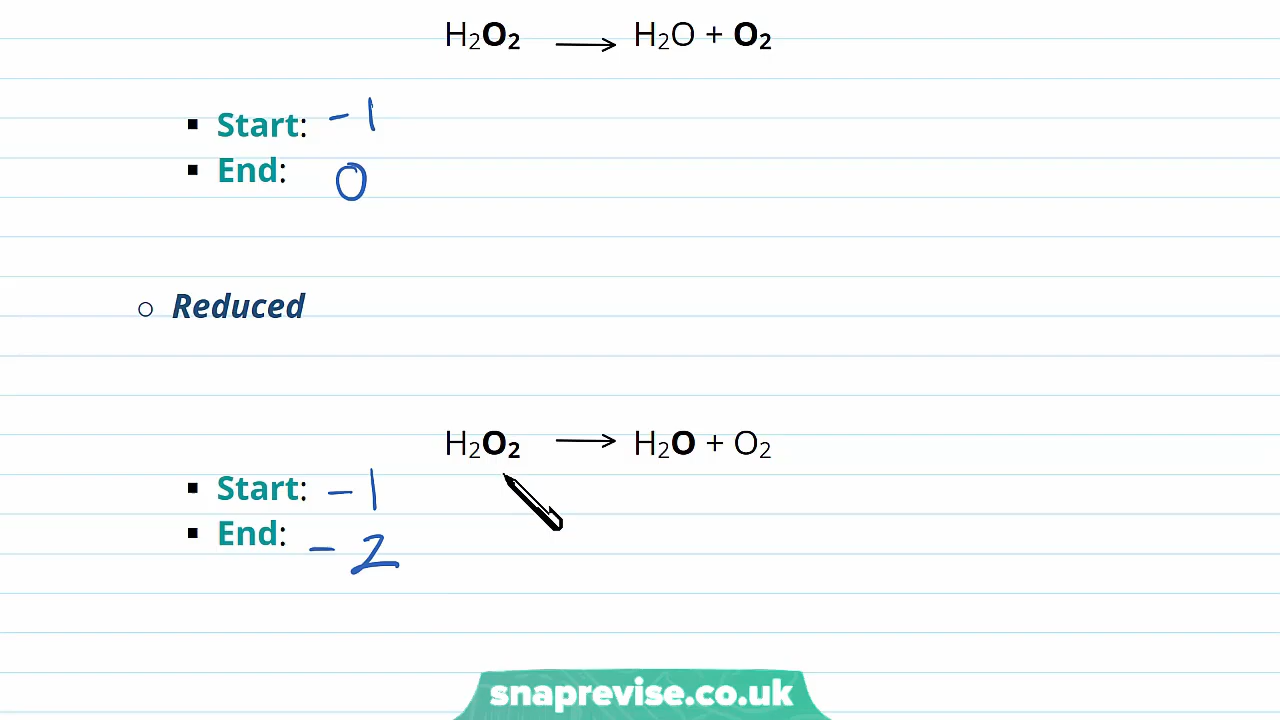 H₂O₂ → H₂O + O₂
▪ Start: -1
▪ End: 0
○ Reduced
H₂O₂ → H₂O + O₂
▪ Start: -1
▪ End: -2
snaprevise.co.uk